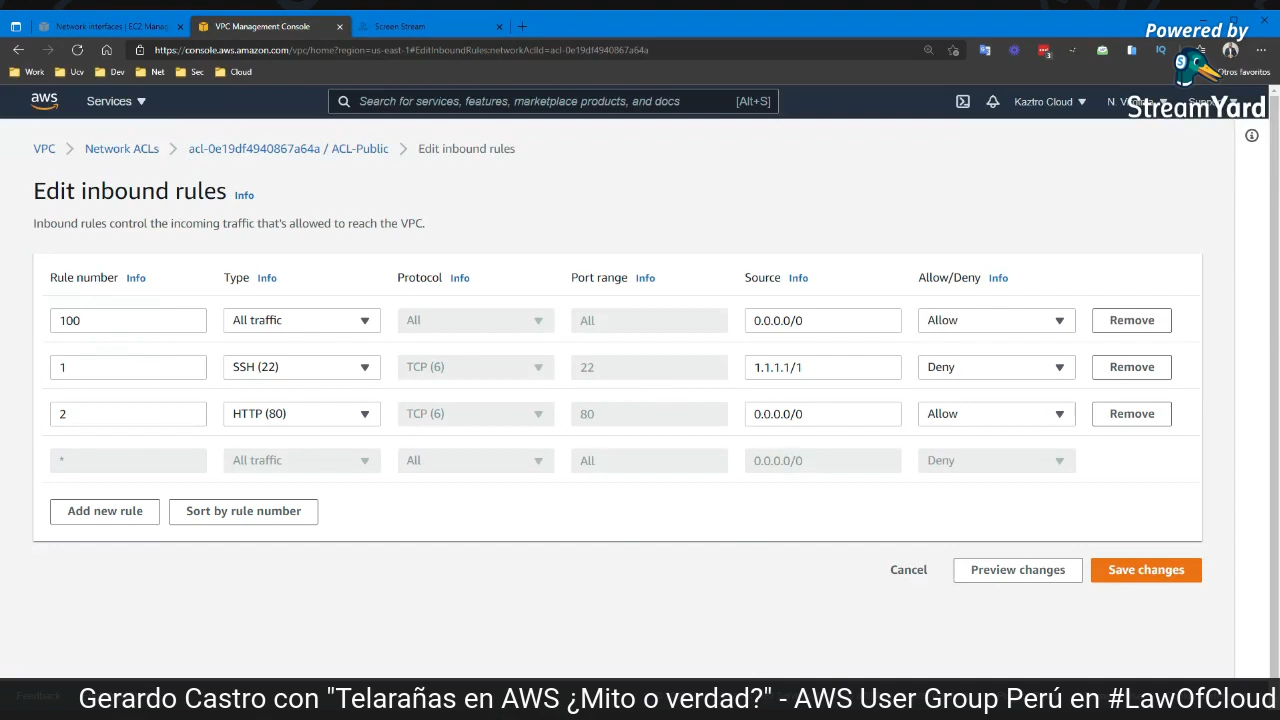 Network interfaces | EC2 Manag
VPC Management Console
Screen Stream
Powered by
https://console.aws.amazon.com/vpc/home?region=us-east-1#EditInboundRules:networkAclId=acl-0e19df4940867a64a
Work
Ucv
Dev
Net
Sec
Cloud
Otros favoritos
aws
Services
Search for services, features, marketplace products, and docs
[Alt+S]
Kaztro Cloud
StreamYard
VPC
Network ACLs
acl-0e19df4940867a64a / ACL-Public
Edit inbound rules
Edit inbound rules Info
Inbound rules control the incoming traffic that's allowed to reach the VPC.
Rule number Info
Type Info
Protocol Info
Port range Info
Source Info
Allow/Deny Info
100 All traffic All All 0.0.0.0/0 Allow Remove
1 SSH (22) TCP (6) 22 1.1.1.1/1 Deny Remove
2 HTTP (80) TCP (6) 80 0.0.0.0/0 Allow Remove
* All traffic All All 0.0.0.0/0 Deny
Add new rule
Sort by rule number
Cancel
Preview changes
Save changes
Feedback
Gerardo Castro con "Telarañas en AWS ¿Mito o verdad?" - AWS User Group Perú en #LawOfCloud